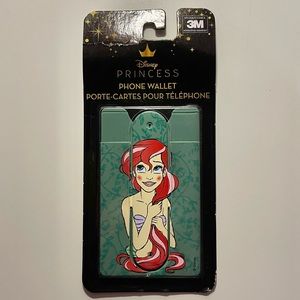 Disney
PRINCESS
PHONE WALLET
PORTE-CARTES POUR TÉLÉPHONE
3M